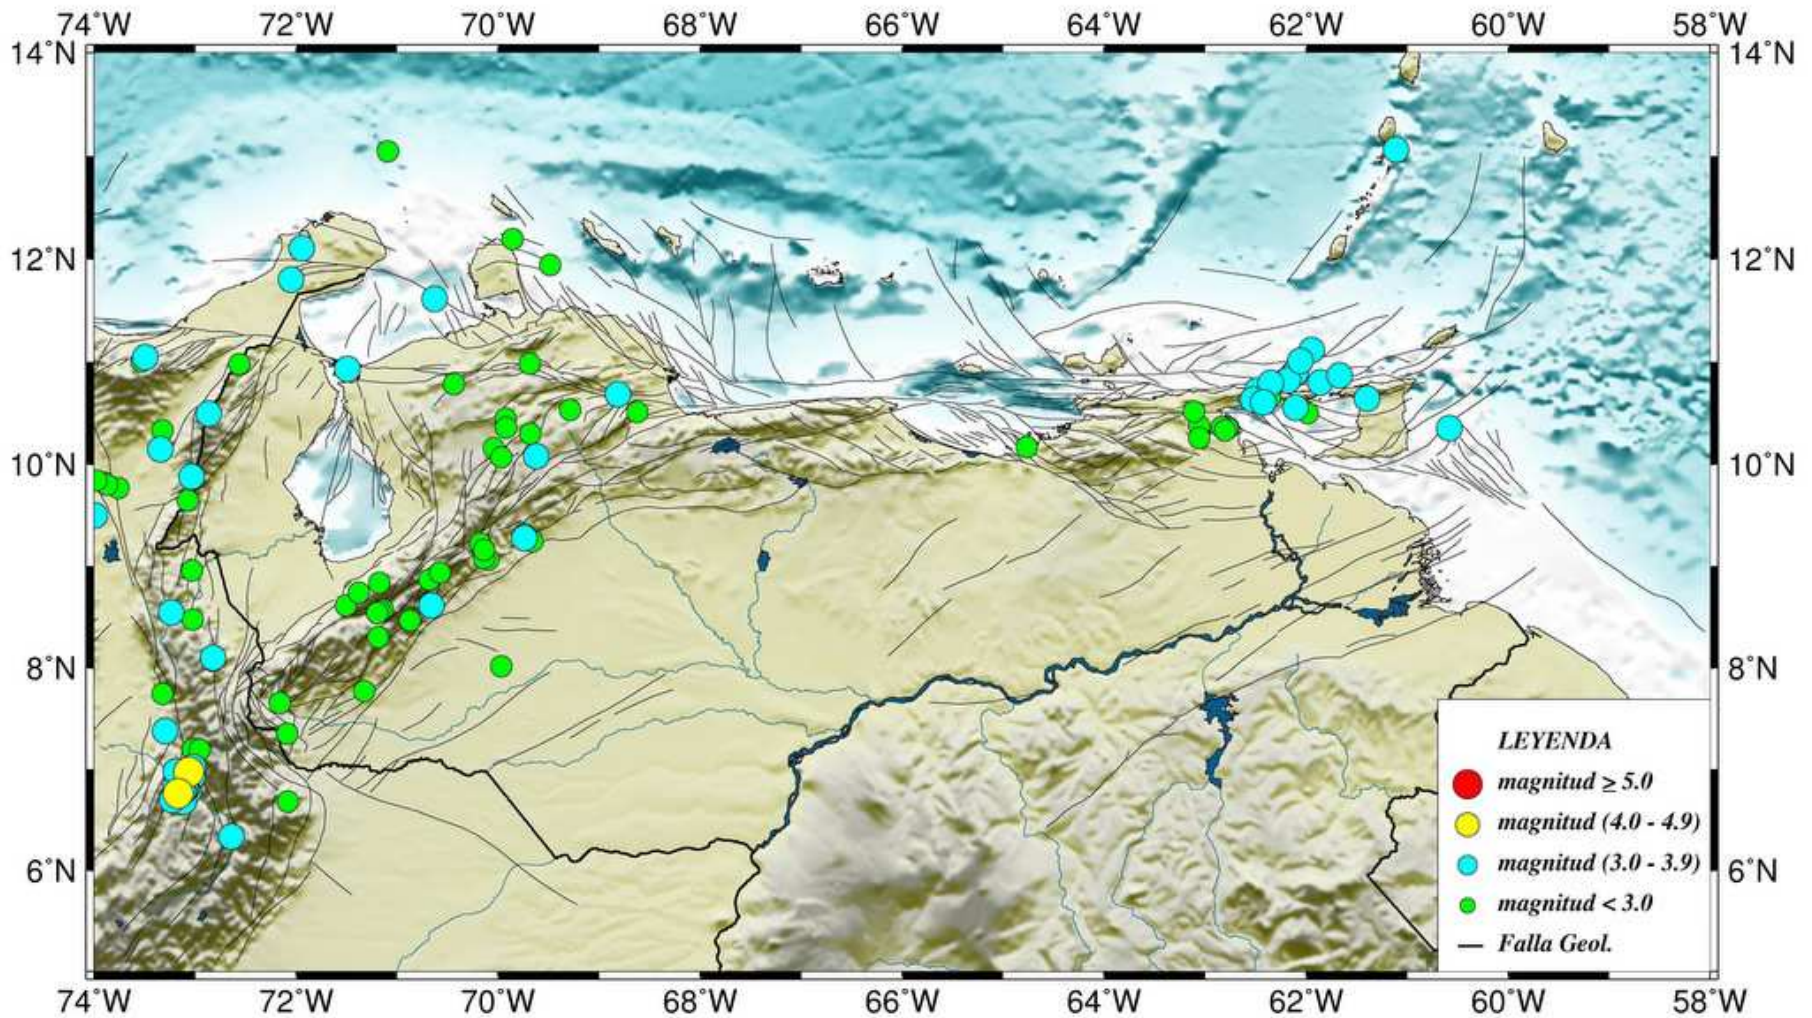 74˚W 72˚W 70˚W 68˚W 66˚W 64˚W 62˚W 60˚W 58˚W
14˚N 14˚N
12˚N 12˚N
10˚N 10˚N
8˚N 8˚N
LEYENDA
magnitud ≥ 5.0
magnitud (4.0 - 4.9)
magnitud (3.0 - 3.9)
6˚N 6˚N
magnitud < 3.0
Falla Geol.
74˚W 72˚W 70˚W 68˚W 66˚W 64˚W 62˚W 60˚W 58˚W